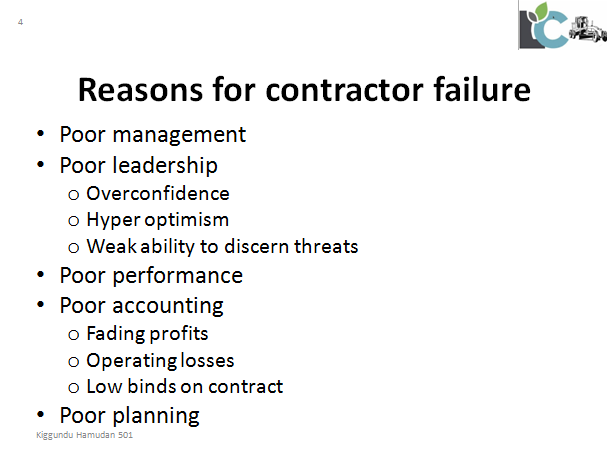 4
Reasons for contractor failure
• Poor management
• Poor leadership
o Overconfidence
o Hyper optimism
o Weak ability to discern threats
• Poor performance
• Poor accounting
o Fading profits
o Operating losses
o Low binds on contract
• Poor planning
Kiggundu Hamudan 501